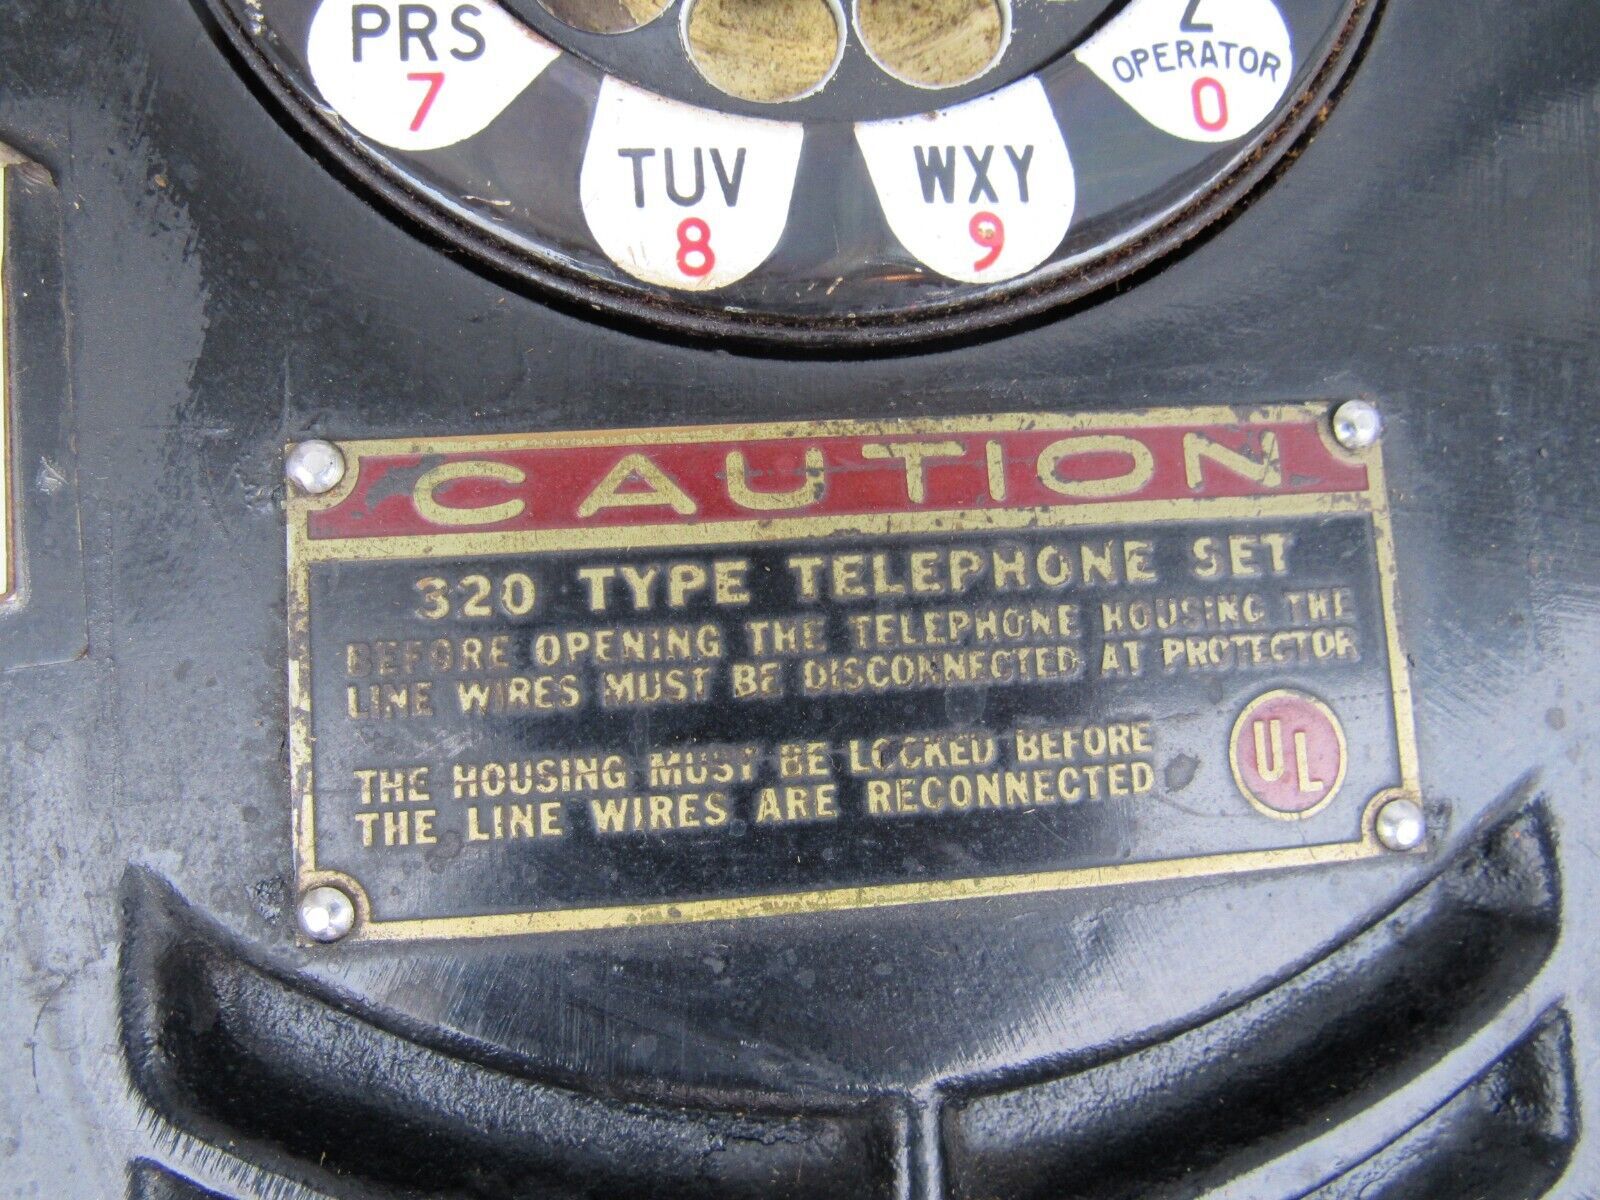 PRS
7
TUV
8
WXY
9
Z
OPERATOR
0
CAUTION
320 TYPE TELEPHONE SET
BEFORE OPENING THE TELEPHONE HOUSING THE
LINE WIRES MUST BE DISCONNECTED AT PROTECTOR
THE HOUSING MUST BE LOCKED BEFORE
THE LINE WIRES ARE RECONNECTED
UL